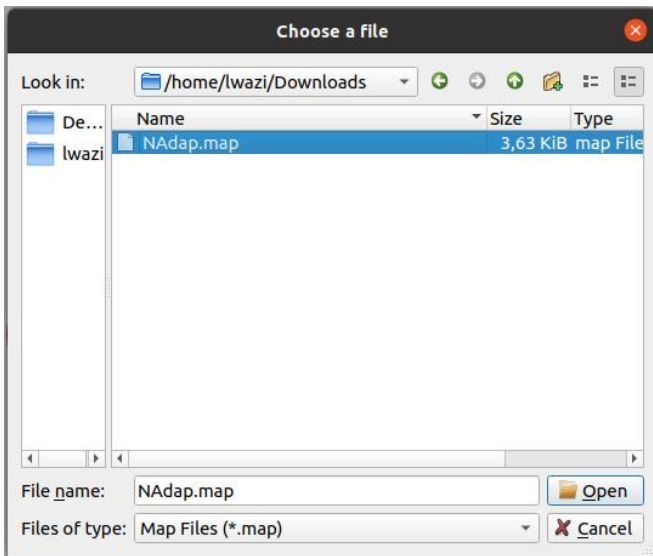 Choose a file
Look in: /home/lwazi/Downloads
De...
lwazi
Name Size Type
NAdap.map 3,63 KiB map File
File name: NAdap.map Open
Files of type: Map Files (*.map) Cancel